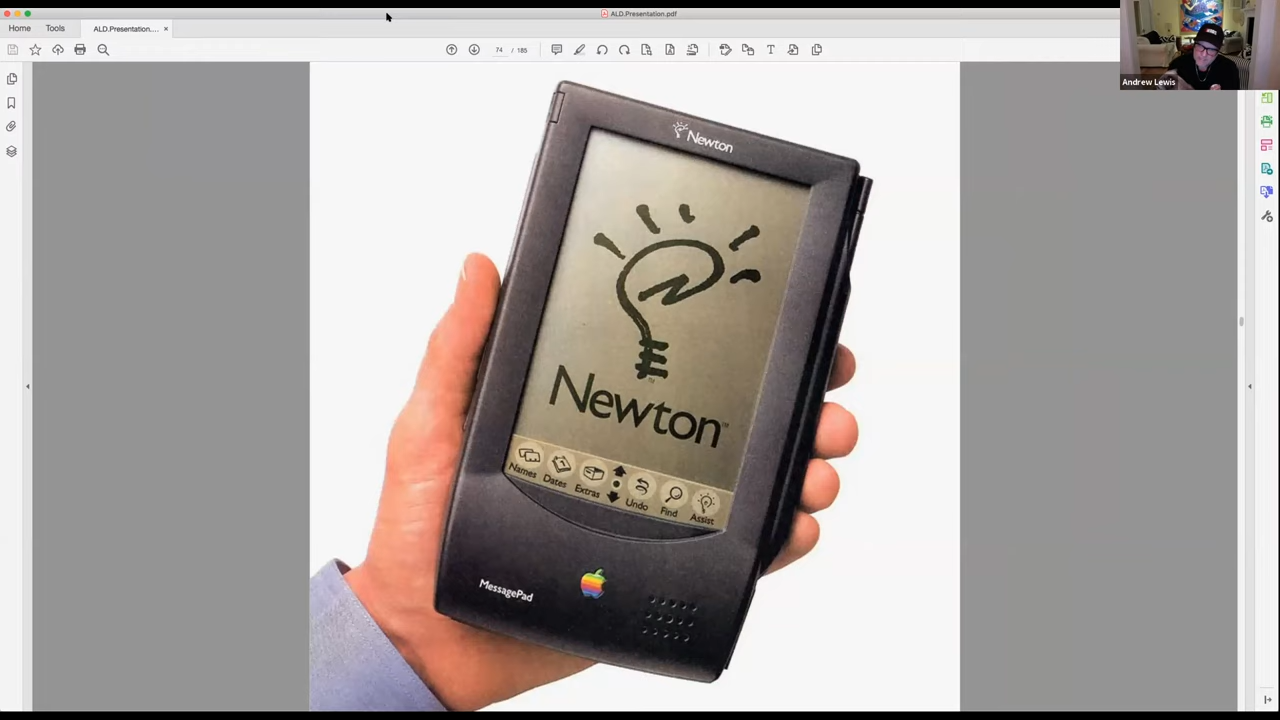 ALD.Presentation.pdf
Home
Tools
ALD.Presentation....
74 / 185
Andrew Lewis
Newton
Newton™
Names
Dates
Extras
Undo
Find
Assist
MessagePad